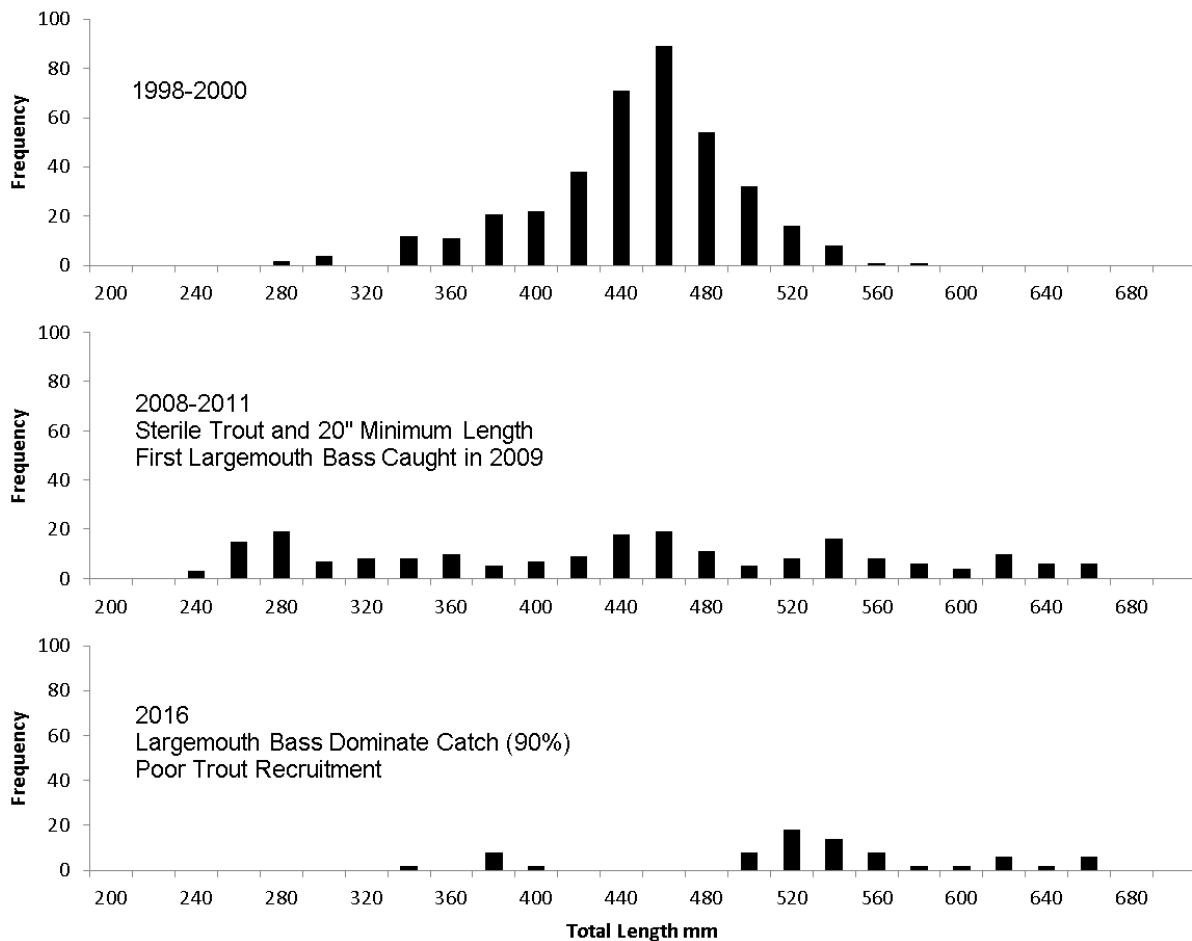 100
80
60
40
20
0
Frequency
1998-2000
200 240 280 320 360 400 440 480 520 560 600 640 680
100
80
60
40
20
0
Frequency
2008-2011
Sterile Trout and 20" Minimum Length
First Largemouth Bass Caught in 2009
200 240 280 320 360 400 440 480 520 560 600 640 680
100
80
60
40
20
0
Frequency
2016
Largemouth Bass Dominate Catch (90%)
Poor Trout Recruitment
200 240 280 320 360 400 440 480 520 560 600 640 680
Total Length mm